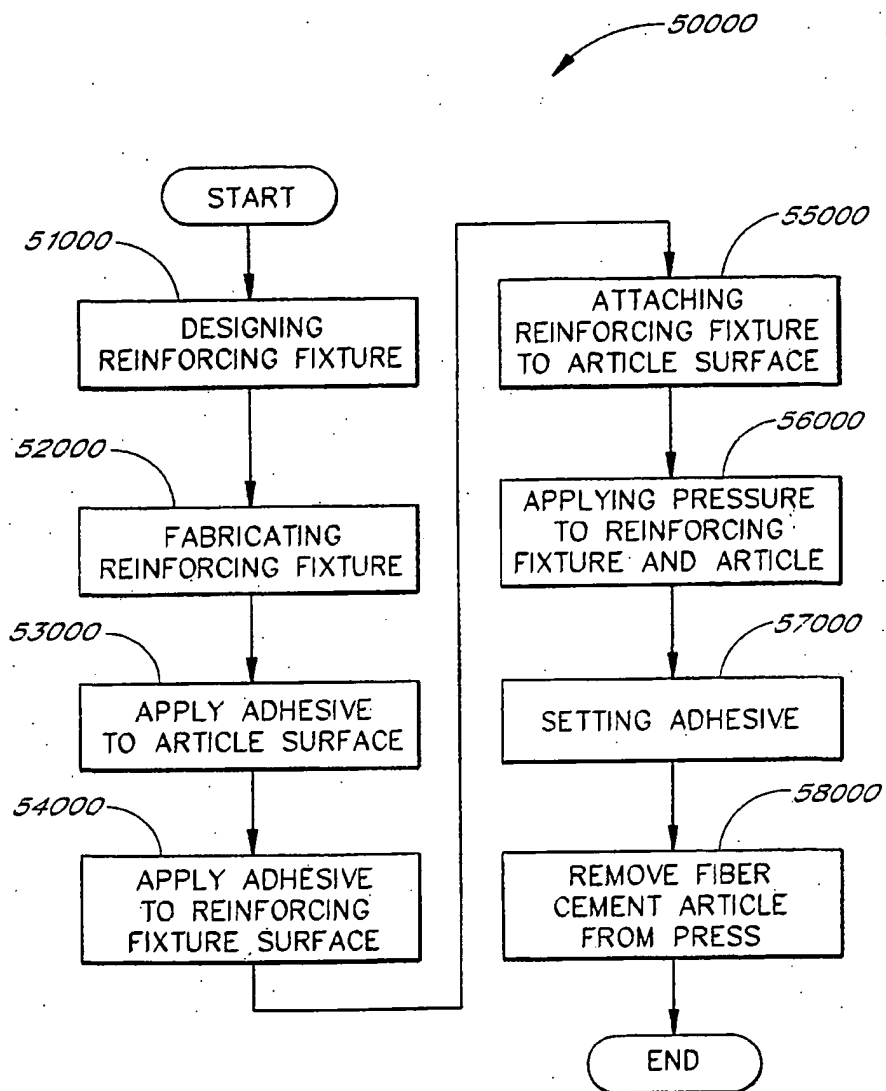 50000
START
51000
DESIGNING
REINFORCING FIXTURE
52000
FABRICATING
REINFORCING FIXTURE
53000
APPLY ADHESIVE
TO ARTICLE SURFACE
54000
APPLY ADHESIVE
TO REINFORCING
FIXTURE SURFACE
55000
ATTACHING
REINFORCING FIXTURE
TO ARTICLE SURFACE
56000
APPLYING PRESSURE
TO REINFORCING
FIXTURE AND ARTICLE
57000
SETTING ADHESIVE
58000
REMOVE FIBER
CEMENT ARTICLE
FROM PRESS
END